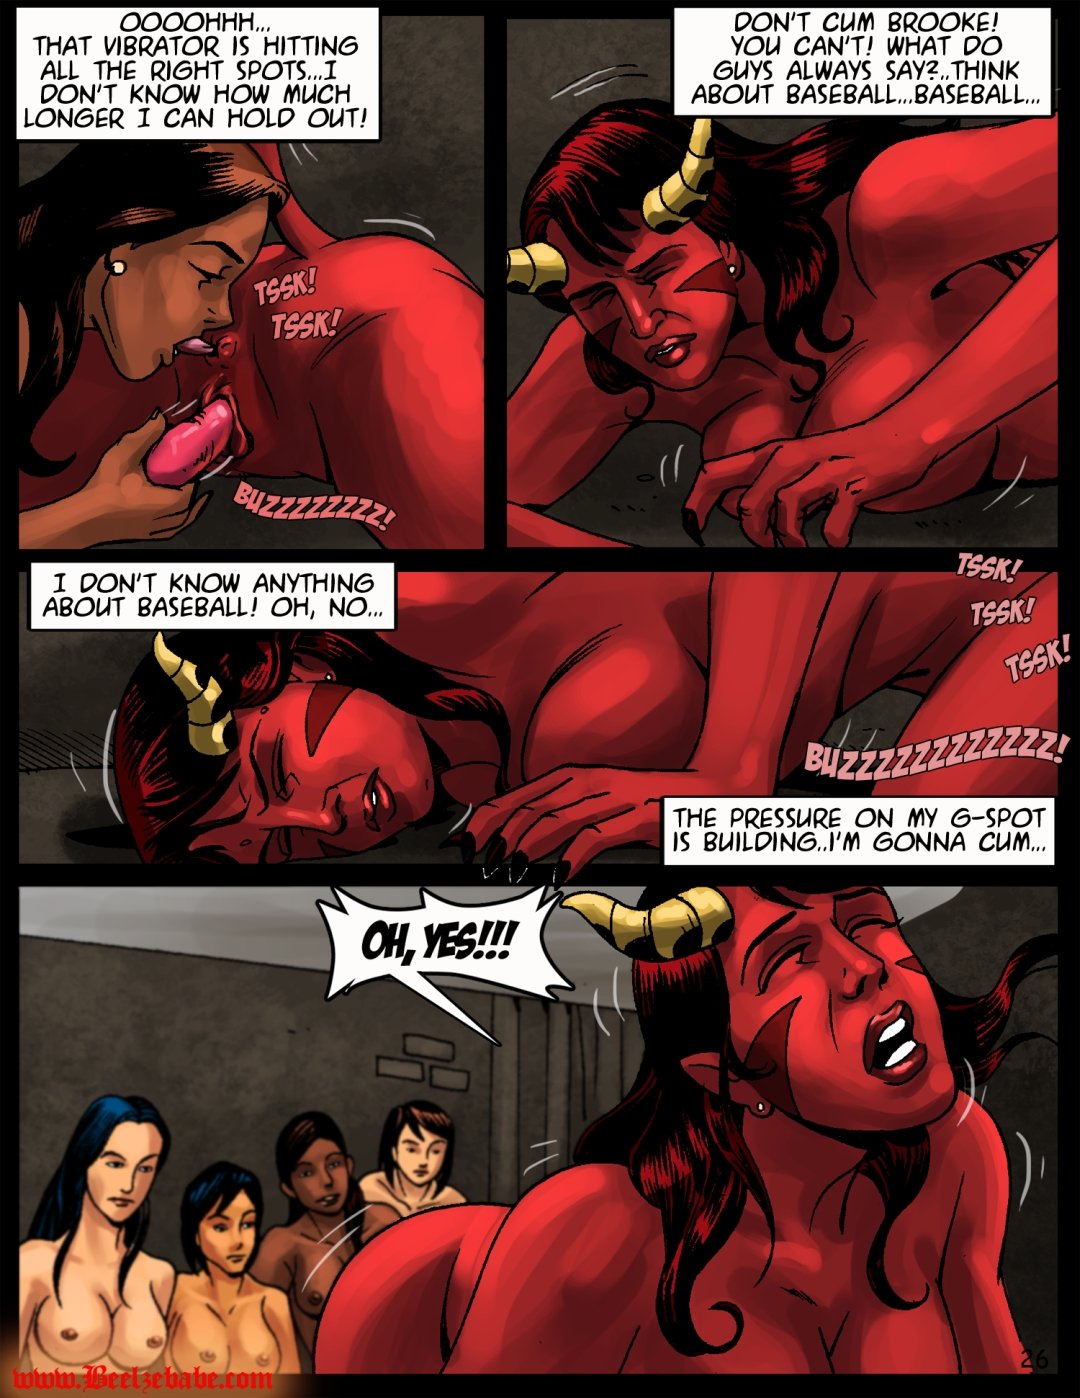 OOOOHHH...
THAT VIBRATOR IS HITTING
ALL THE RIGHT SPOTS...I
DON'T KNOW HOW MUCH
LONGER I CAN HOLD OUT!
DON'T CUM BROOKE!
YOU CAN'T! WHAT DO
GUYS ALWAYS SAY?..THINK
ABOUT BASEBALL...BASEBALL...
TSSK!
TSSK!
BUZZZZZZZZZ!
I DON'T KNOW ANYTHING
ABOUT BASEBALL! OH, NO...
TSSK!
TSSK!
TSSK!
BUZZZZZZZZZZZZ!
THE PRESSURE ON MY G-SPOT
IS BUILDING..I'M GONNA CUM...
OH, YES!!!
26
www.Beelzebabe.com